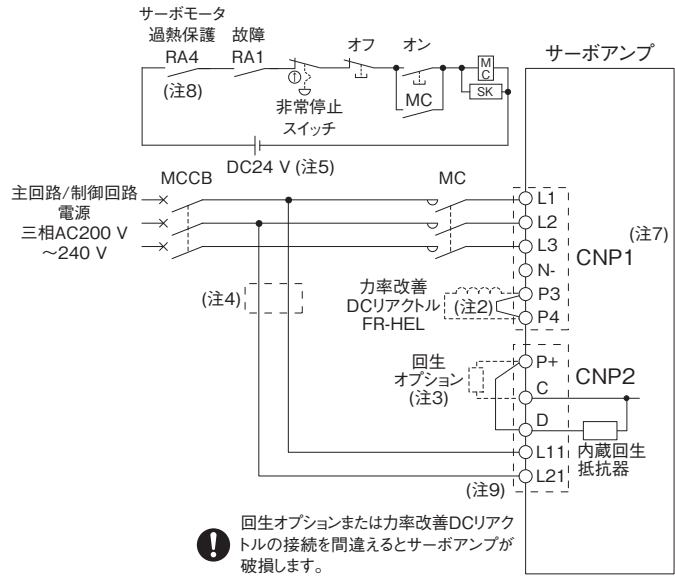 サーボモータ
過熱保護 故障
RA4 RA1
(注8)
非常停止
スイッチ
オフ オン
MC
MC
SK
サーボアンプ
DC24 V (注5)
MCCB
MC
主回路/制御回路
電源
三相AC200 V
～240 V
L1
L2
L3
N-
P3
P4
CNP1
(注7)
(注4)
力率改善
DCリアクトル
FR-HEL
(注2)
回生
オプション
(注3)
P+
C
D
L11
L21
CNP2
内蔵回生
抵抗器
(注9)
回生オプションまたは力率改善DCリアク
トルの接続を間違えるとサーボアンプが
破損します。